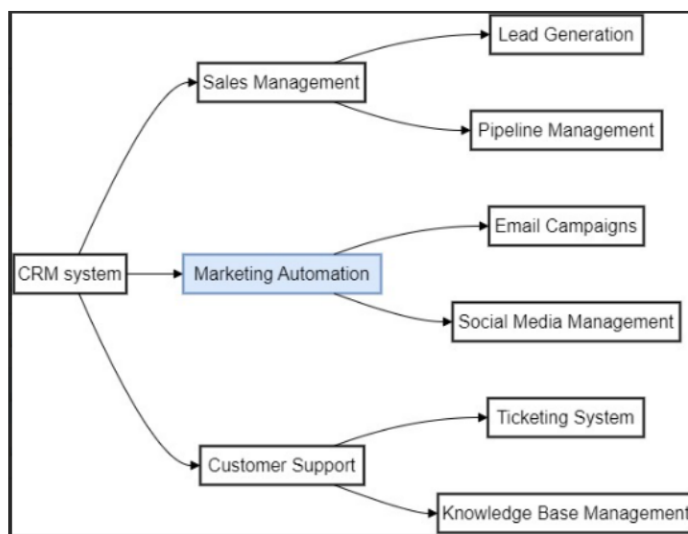 Lead Generation
Sales Management
Pipeline Management
Email Campaigns
CRM system
Marketing Automation
Social Media Management
Ticketing System
Customer Support
Knowledge Base Management